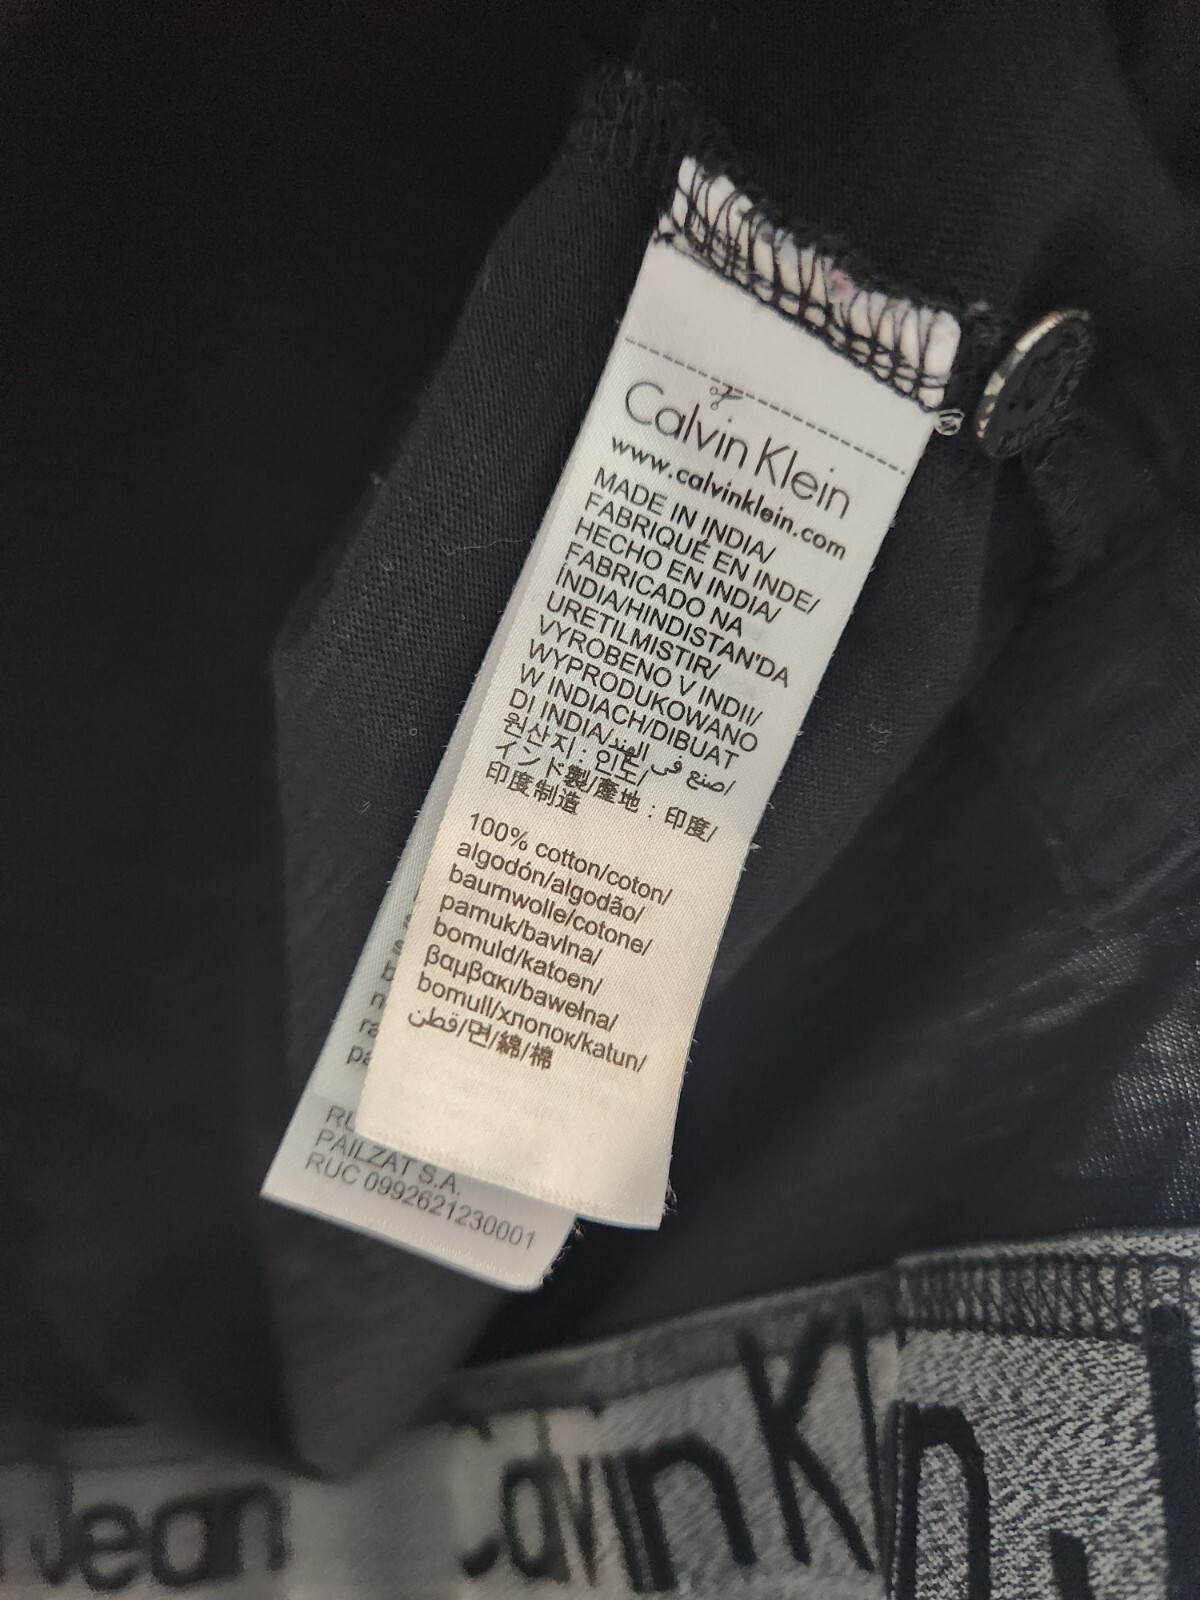 Calvin Klein
www.calvinklein.com
MADE IN INDIA/
FABRIQUÉ EN INDE/
HECHO EN INDIA/
FABRICADO NA
ÍNDIA/HINDISTAN'DA
URETILMISTIR/
VYROBENO V INDII/
WYPRODUKOWANO
W INDIACH/DIBUAT
DI INDIA/صنع في الهند/
원산지 : 인도/
インド製/產地 : 印度/
印度制造
100% cotton/coton/
algodón/algodão/
baumwolle/cotone/
pamuk/bavlna/
bomuld/katoen/
βαμβακι/bawełna/
bomull/хлопок/katun/
قطن/면/綿/棉
PAILZAT S.A.
RUC 0992621230001
Jean
Calvin Kl
n J